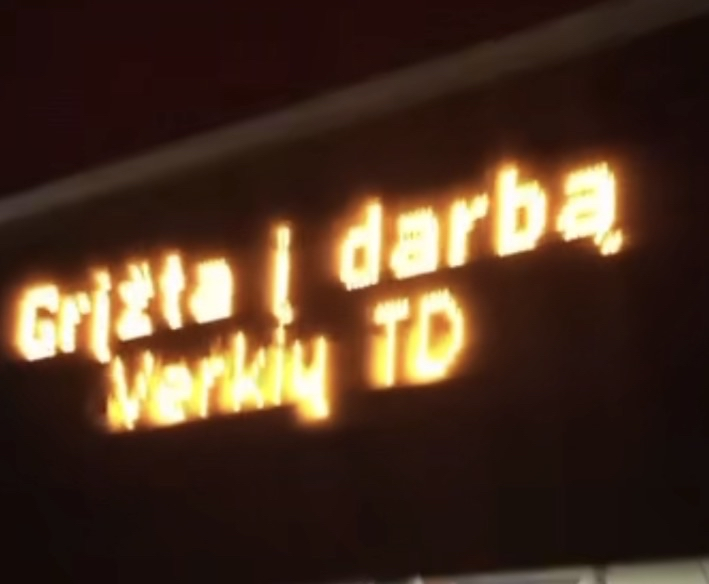 Grįžta į darbą
Verkių TD